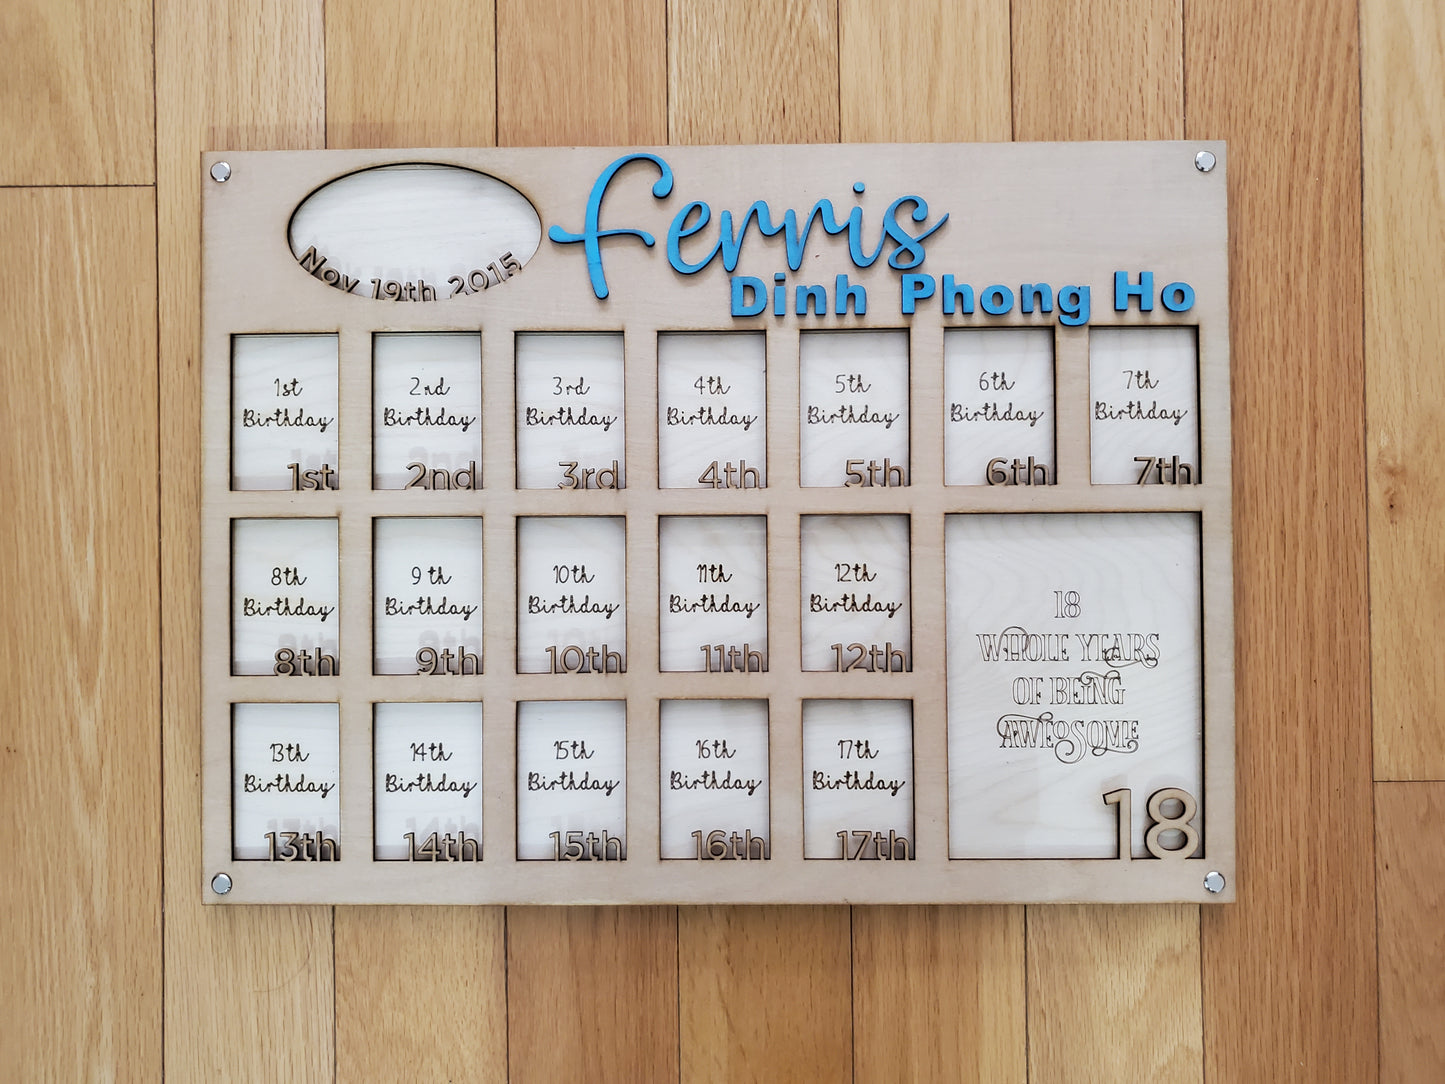 Nov 19th 2015
Ferris
Dinh Phong Ho
1st
Birthday
1st
2nd
Birthday
2nd
3rd
Birthday
3rd
4th
Birthday
4th
5th
Birthday
5th
6th
Birthday
6th
7th
Birthday
7th
8th
Birthday
8th
9th
Birthday
9th
10th
Birthday
10th
11th
Birthday
11th
12th
Birthday
12th
13th
Birthday
13th
14th
Birthday
14th
15th
Birthday
15th
16th
Birthday
16th
17th
Birthday
17th
18
WHOLE YEARS
OF BEING
AWEOSOME
18